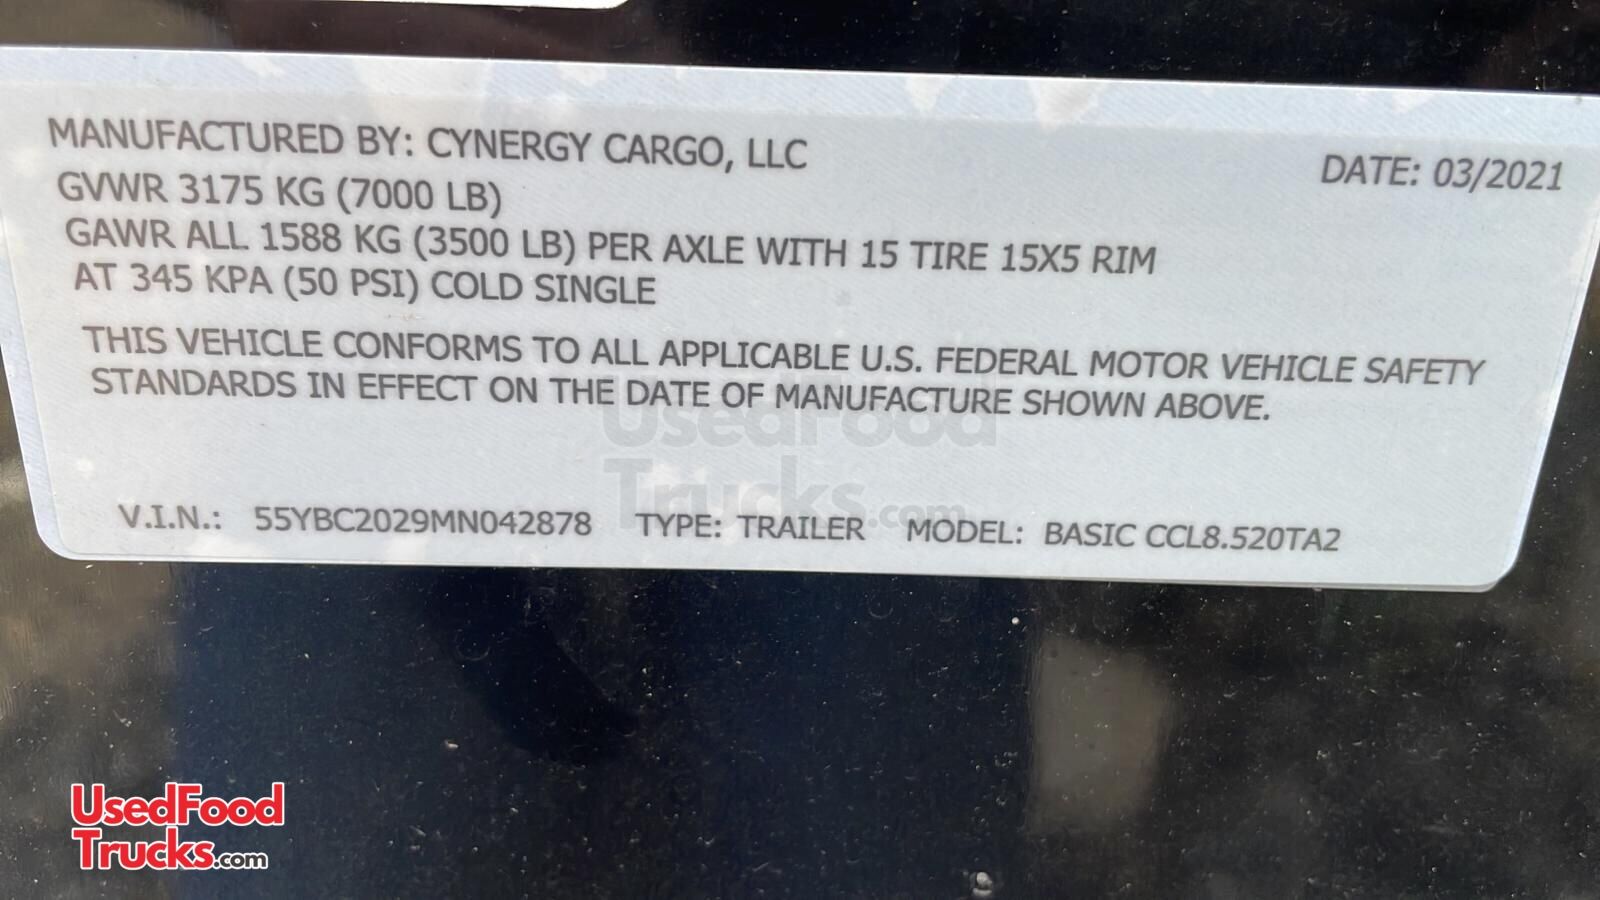 MANUFACTURED BY: CYNERGY CARGO, LLC DATE: 03/2021
GVWR 3175 KG (7000 LB)
GAWR ALL 1588 KG (3500 LB) PER AXLE WITH 15 TIRE 15X5 RIM
AT 345 KPA (50 PSI) COLD SINGLE
THIS VEHICLE CONFORMS TO ALL APPLICABLE U.S. FEDERAL MOTOR VEHICLE SAFETY
STANDARDS IN EFFECT ON THE DATE OF MANUFACTURE SHOWN ABOVE.
UsedFood
Trucks.com
V.I.N.: 55YBC2029MN042878 TYPE: TRAILER MODEL: BASIC CCL8.520TA2
UsedFood
Trucks.com